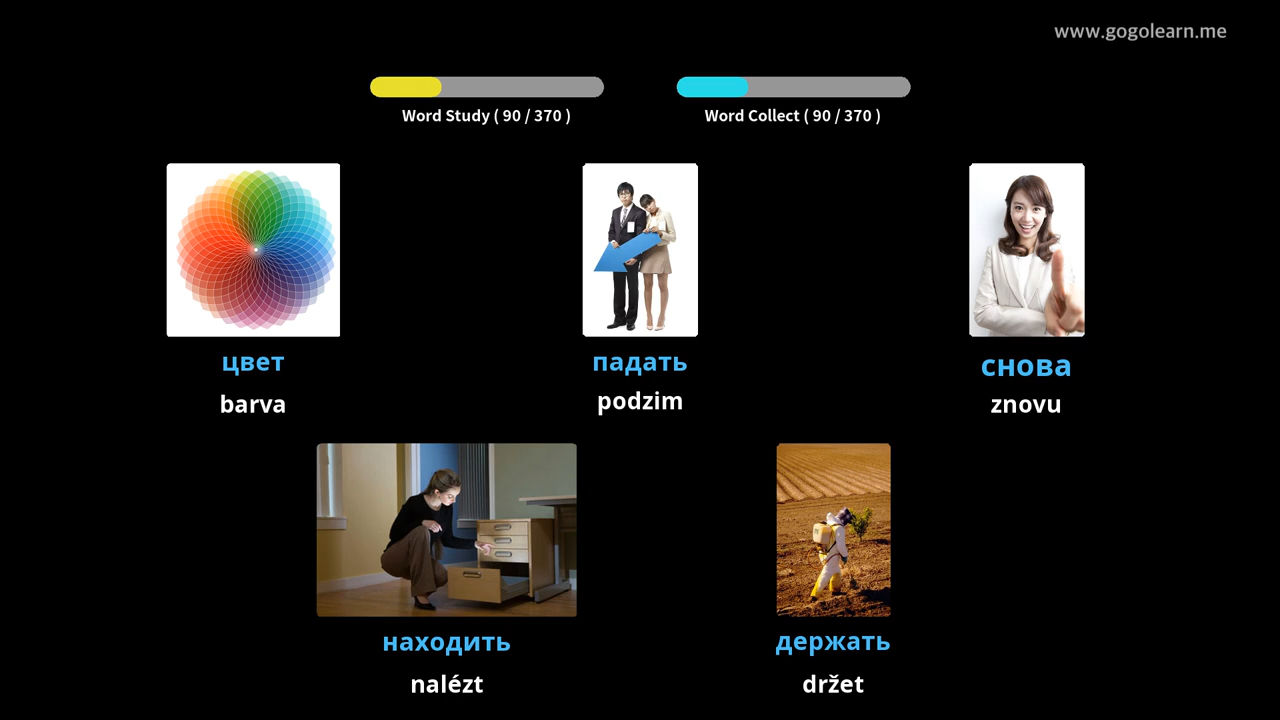 www.gogolearn.me
Word Study ( 90 / 370 )
Word Collect ( 90 / 370 )
цвет
падать
снова
barva
podzim
znovu
находить
держать
nalézt
držet